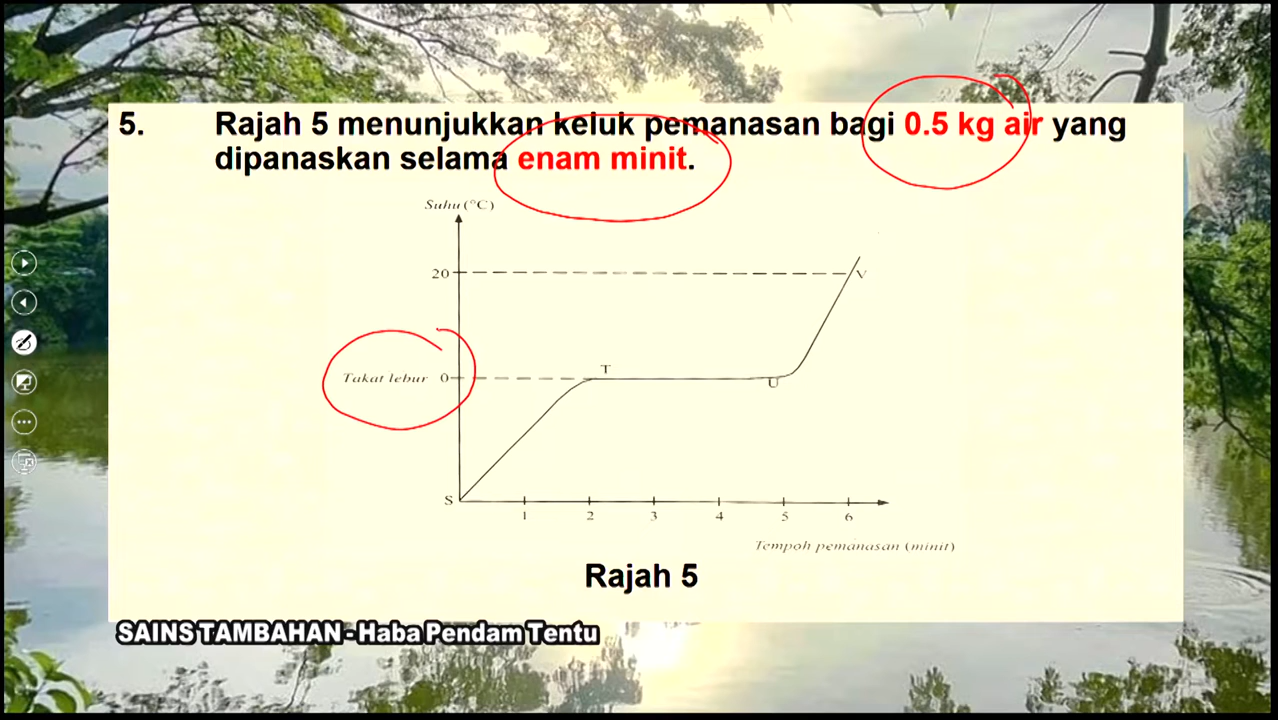 5. Rajah 5 menunjukkan keluk pemanasan bagi 0.5 kg air yang
dipanaskan selama enam minit.
Suhu (°C)
20
V
T
Takat lebur 0
U
S
1 2 3 4 5 6
Tempoh pemanasan (minit)
Rajah 5
SAINS TAMBAHAN - Haba Pendam Tentu